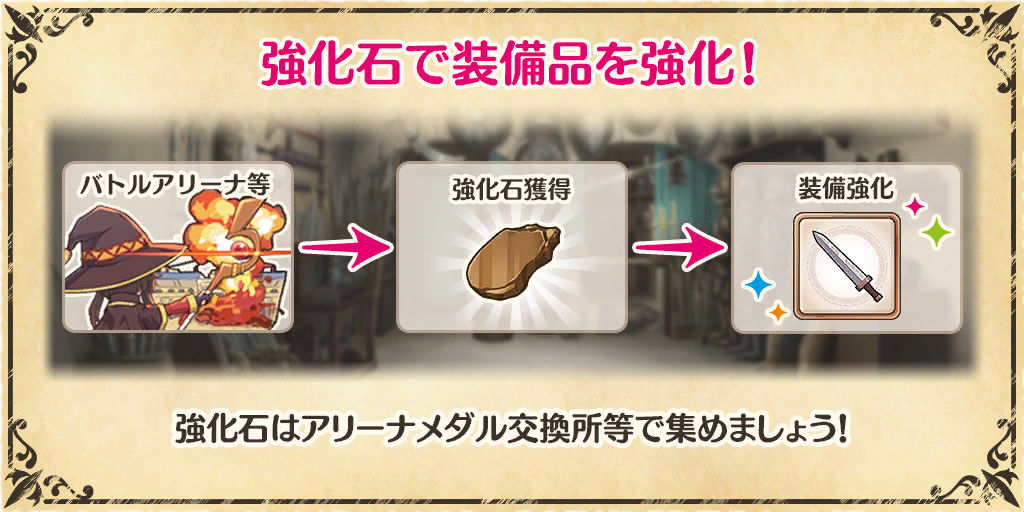 強化石で装備品を強化！
バトルアリーナ等
強化石獲得
装備強化
強化石はアリーナメダル交換所等で集めましょう！